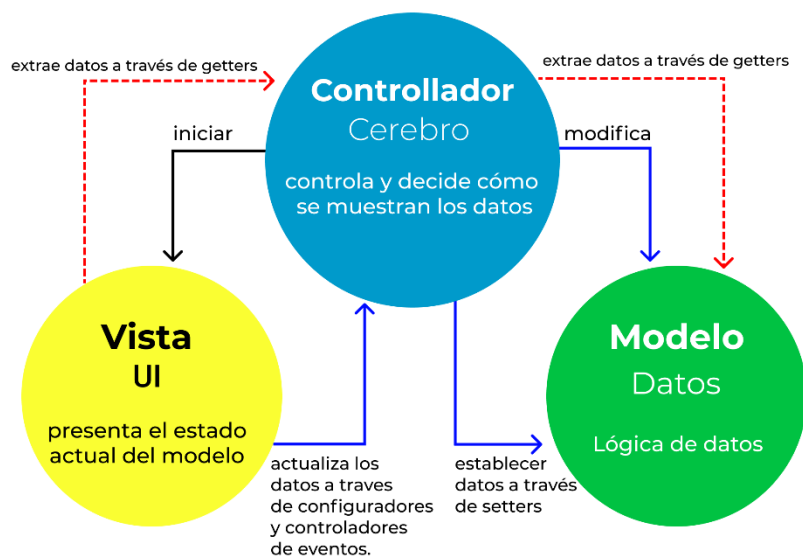 extrae datos a través de getters
extrae datos a través de getters
Controllador
Cerebro
controla y decide cómo
se muestran los datos
iniciar
modifica
Vista
UI
presenta el estado
actual del modelo
Modelo
Datos
Lógica de datos
actualiza los
datos a traves
de configuradores
y controladores
de eventos.
establecer
datos a través
de setters